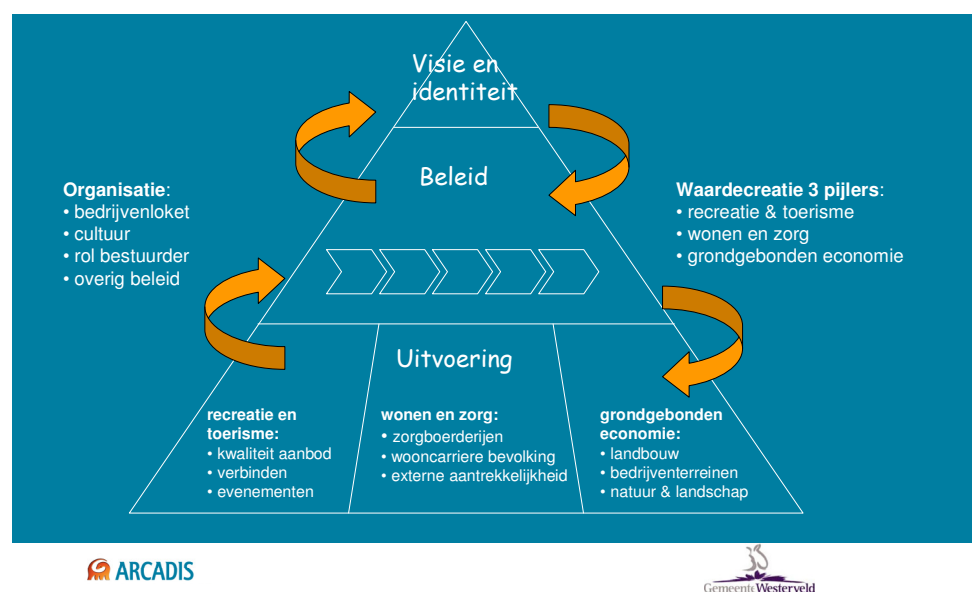 Visie en
identiteit
Beleid
Organisatie:
• bedrijvenloket
• cultuur
• rol bestuurder
• overig beleid
Waardecreatie 3 pijlers:
• recreatie & toerisme
• wonen en zorg
• grondgebonden economie
Uitvoering
recreatie en
toerisme:
• kwaliteit aanbod
• verbinden
• evenementen
wonen en zorg:
• zorgboerderijen
• wooncarriere bevolking
• externe aantrekkelijkheid
grondgebonden
economie:
• landbouw
• bedrijventerreinen
• natuur & landschap
ARCADIS
Gemeente Westerveld